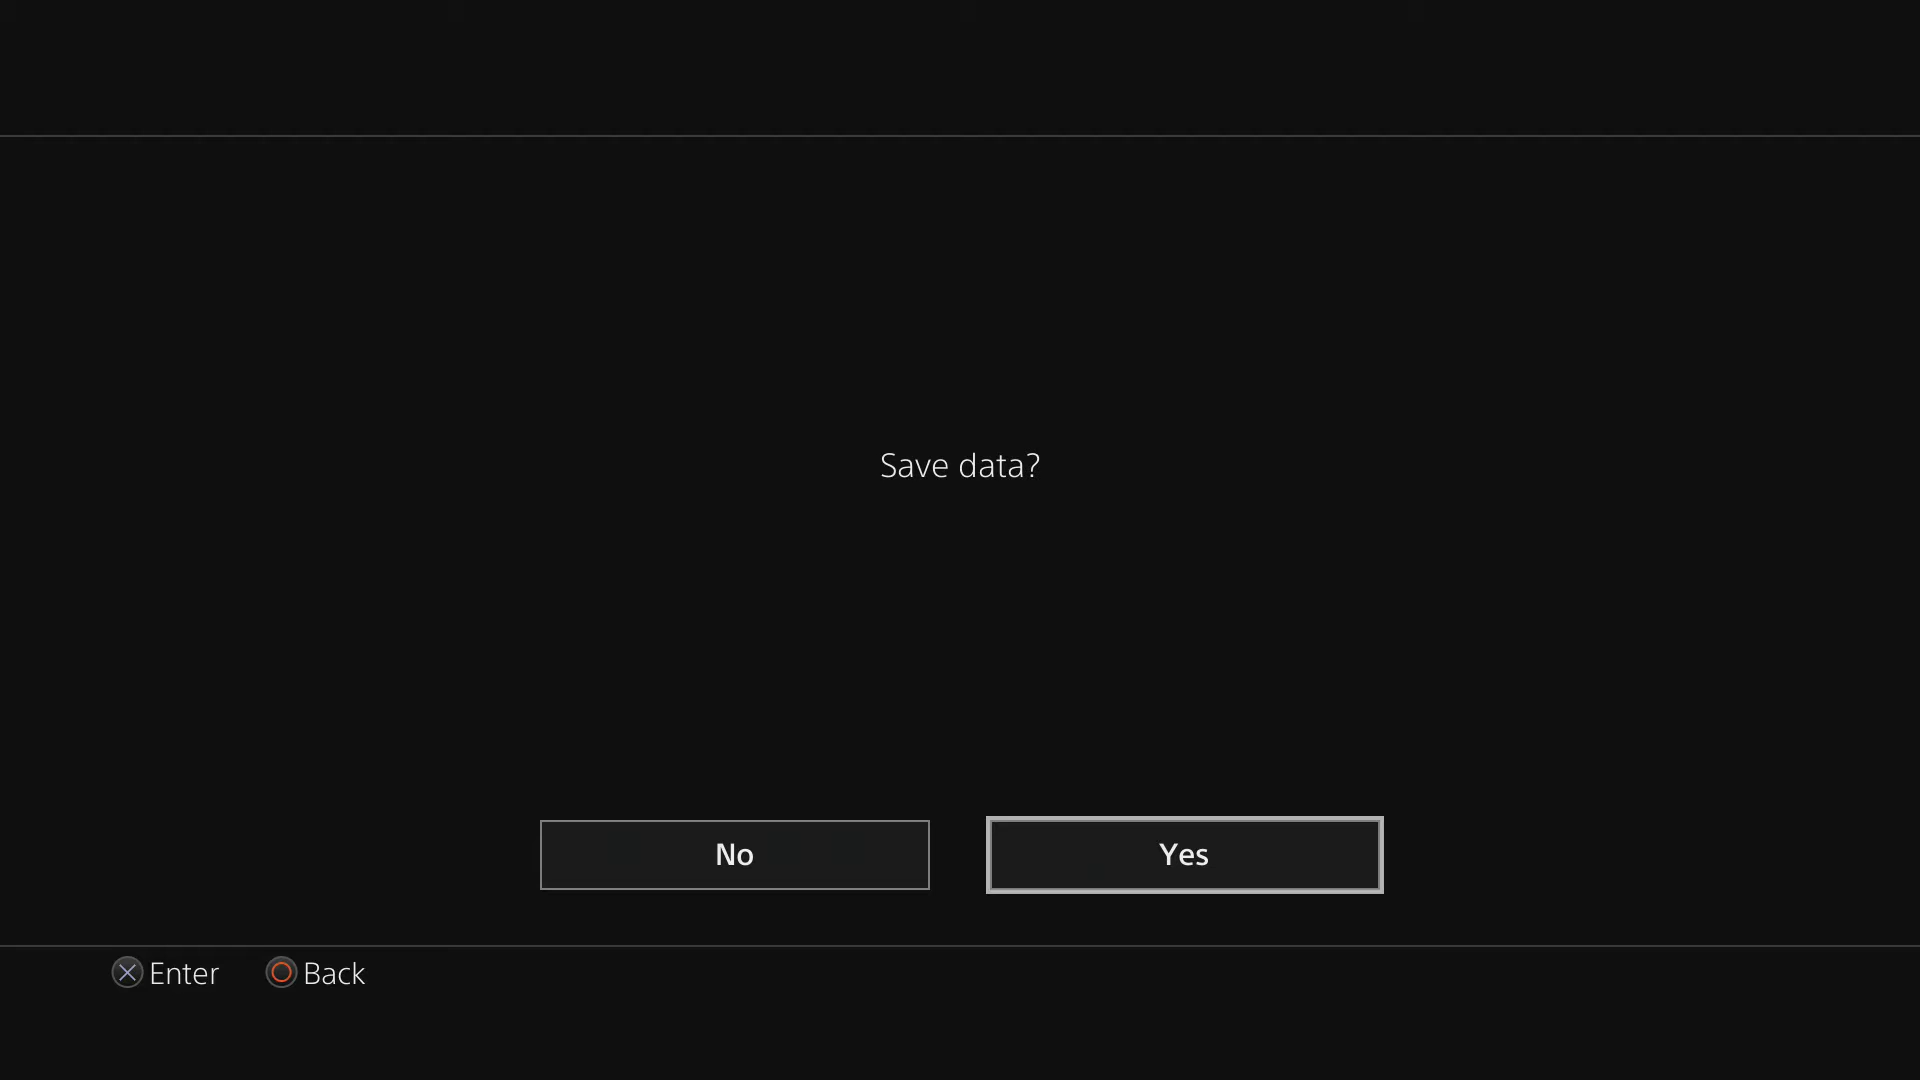 Save data?
No
Yes
Enter
Back